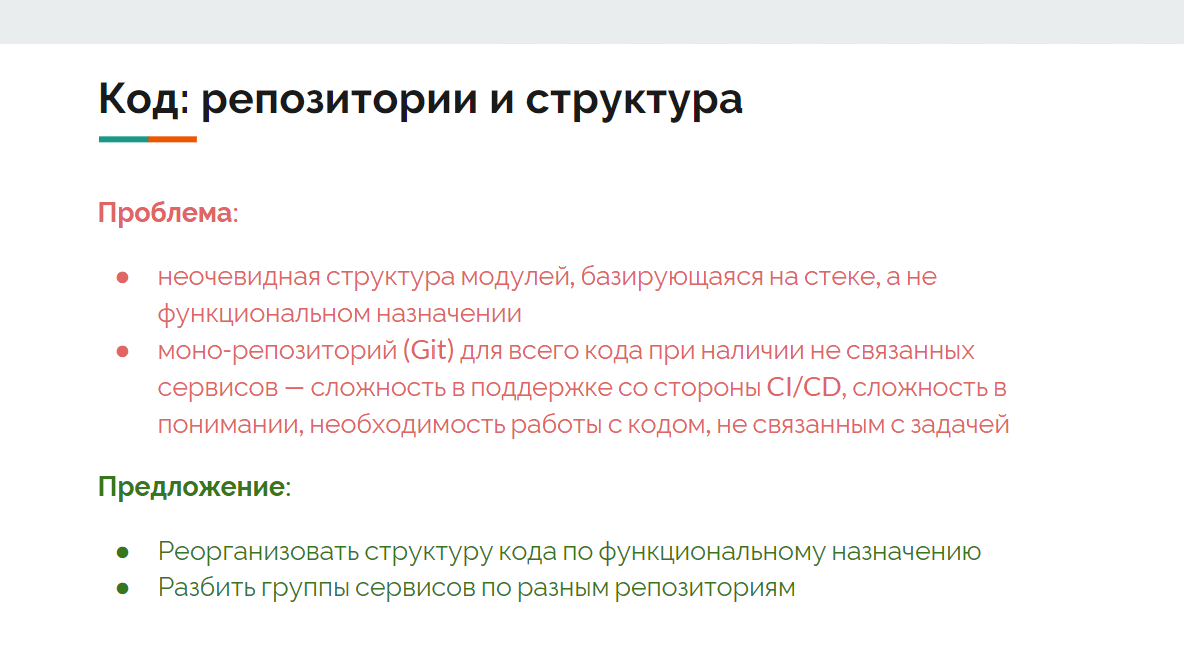 Код: репозитории и структура
Проблема:
● неочевидная структура модулей, базирующаяся на стеке, а не
функциональном назначении
● моно-репозиторий (Git) для всего кода при наличии не связанных
сервисов — сложность в поддержке со стороны CI/CD, сложность в
понимании, необходимость работы с кодом, не связанным с задачей
Предложение:
● Реорганизовать структуру кода по функциональному назначению
● Разбить группы сервисов по разным репозиториям